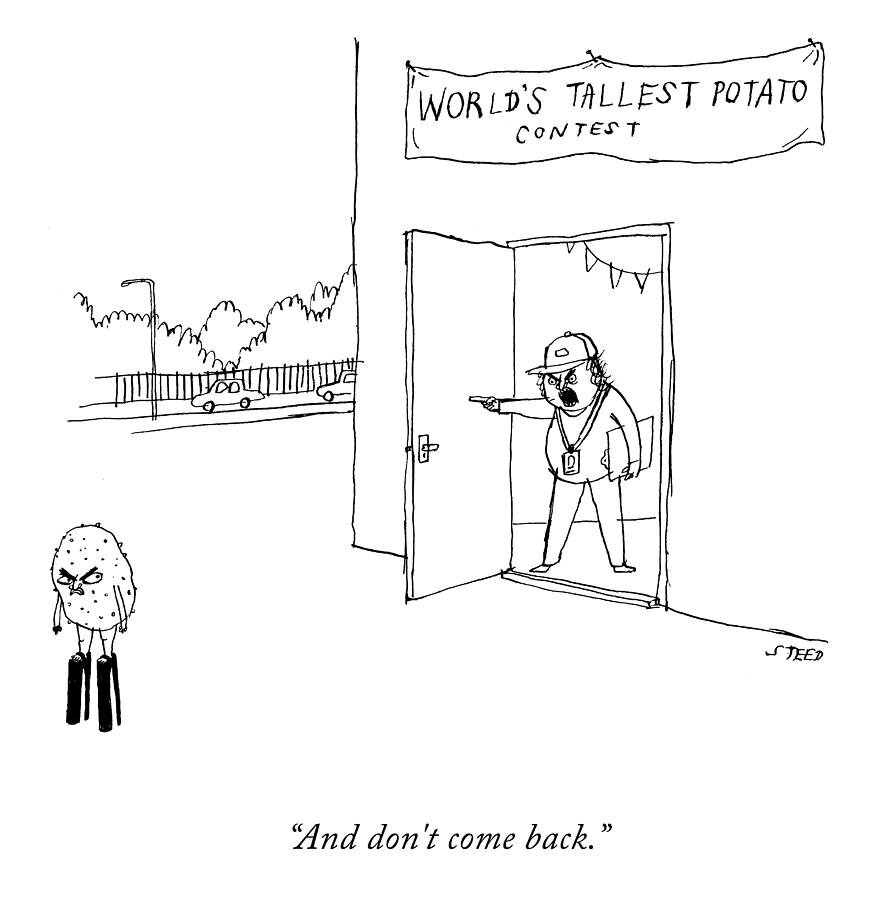 WORLD'S TALLEST POTATO
CONTEST
D
STEED
“And don't come back.”